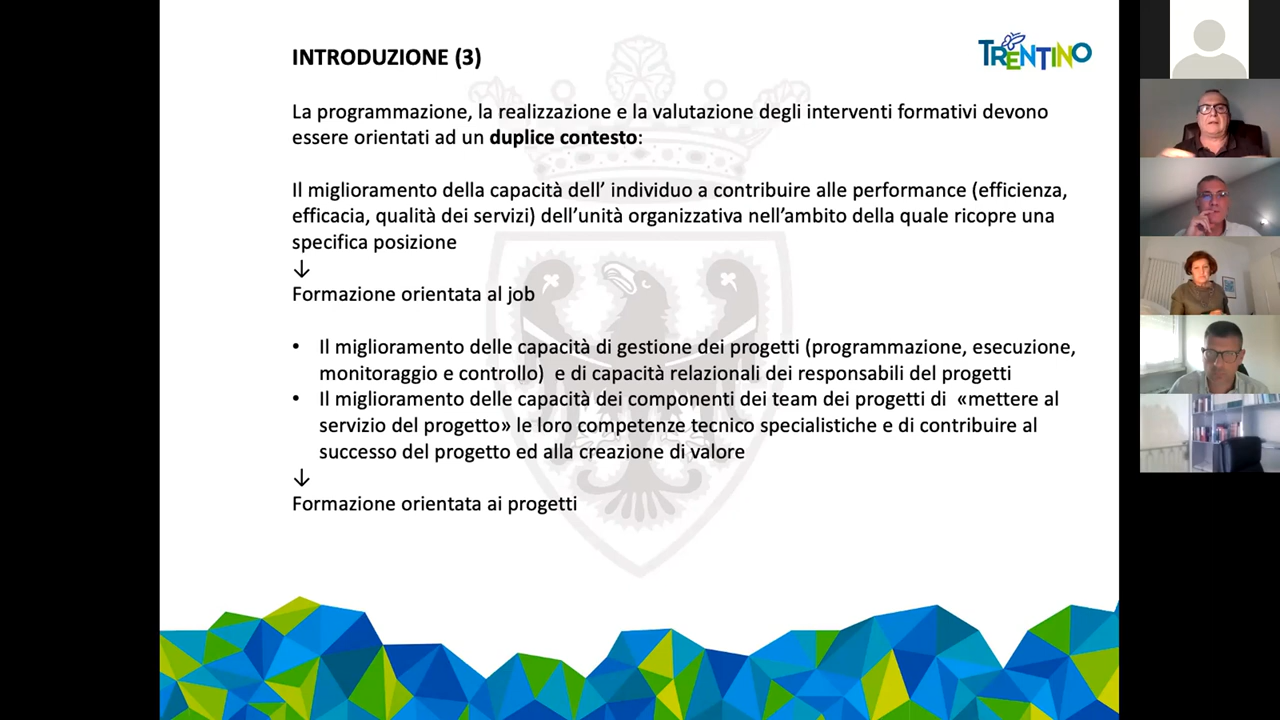 INTRODUZIONE (3)
TRENTINO
La programmazione, la realizzazione e la valutazione degli interventi formativi devono
essere orientati ad un duplice contesto:
Il miglioramento della capacità dell’ individuo a contribuire alle performance (efficienza,
efficacia, qualità dei servizi) dell’unità organizzativa nell’ambito della quale ricopre una
specifica posizione
↓
Formazione orientata al job
• Il miglioramento delle capacità di gestione dei progetti (programmazione, esecuzione,
monitoraggio e controllo) e di capacità relazionali dei responsabili del progetti
• Il miglioramento delle capacità dei componenti dei team dei progetti di «mettere al
servizio del progetto» le loro competenze tecnico specialistiche e di contribuire al
successo del progetto ed alla creazione di valore
↓
Formazione orientata ai progetti